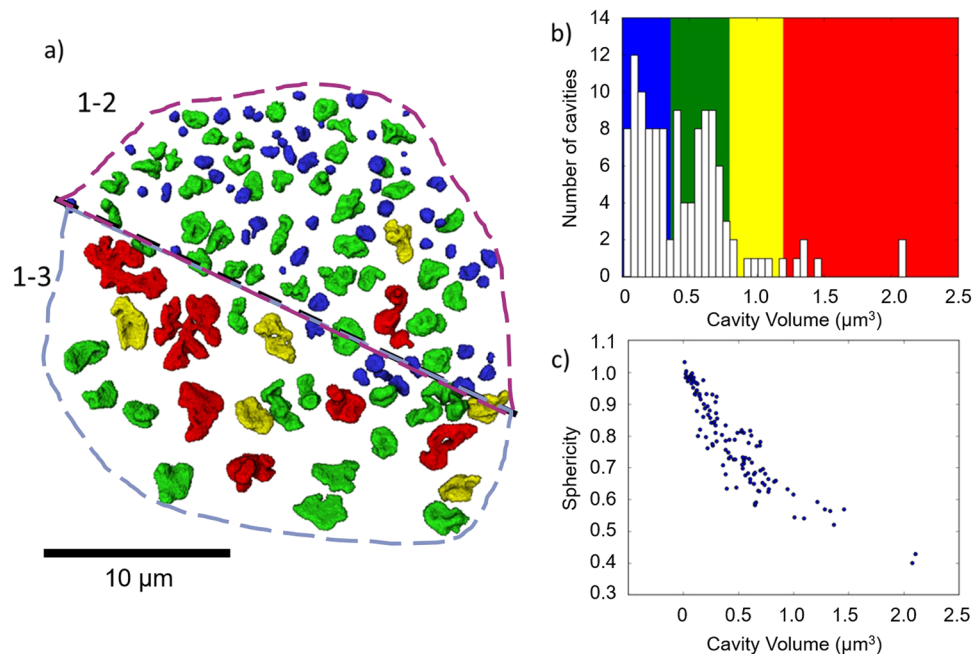 a)
1-2
1-3
10 µm
b)
14
12
10
8
6
4
2
0
Number of cavities
0 0.5 1.0 1.5 2.0 2.5
Cavity Volume (µm³)
c)
1.1
1.0
0.9
0.8
0.7
0.6
0.5
0.4
0.3
Sphericity
0 0.5 1.0 1.5 2.0 2.5
Cavity Volume (µm³)